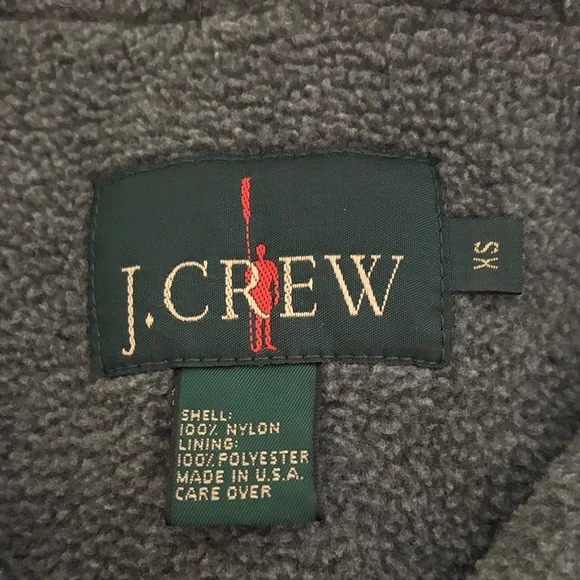 J.CREW
XS
SHELL:
100% NYLON
LINING:
100% POLYESTER
MADE IN U.S.A.
CARE OVER